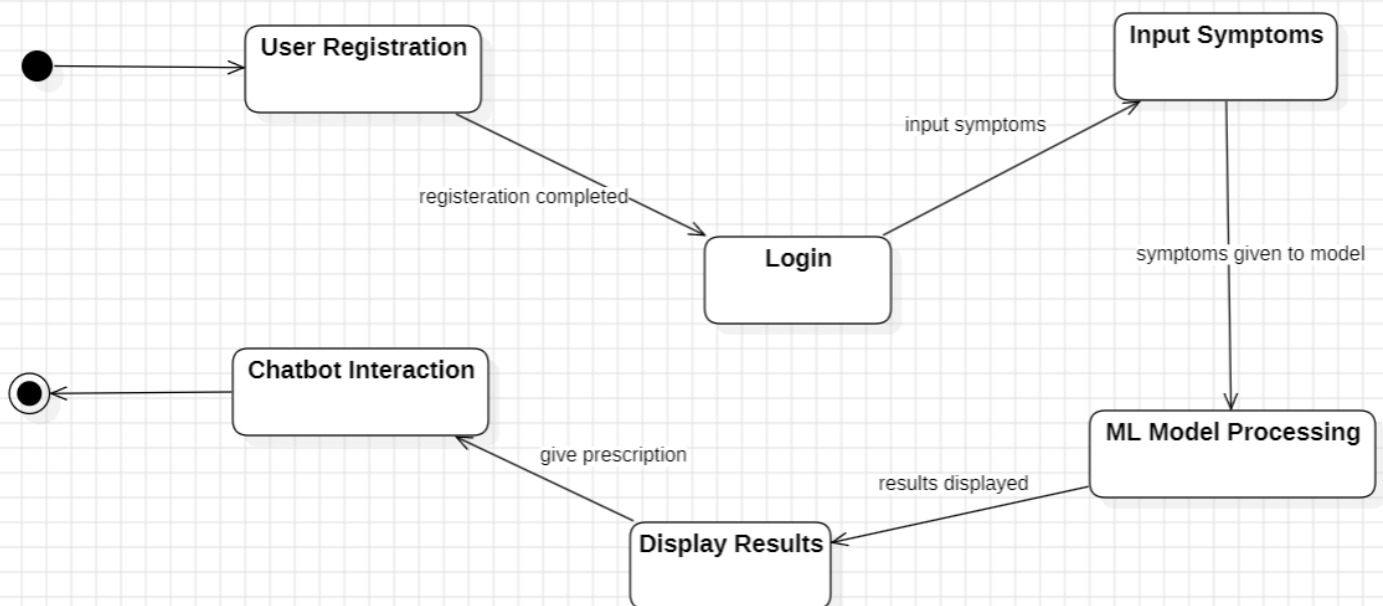 User Registration
Input Symptoms
input symptoms
registeration completed
Login
symptoms given to model
Chatbot Interaction
ML Model Processing
give prescription
results displayed
Display Results